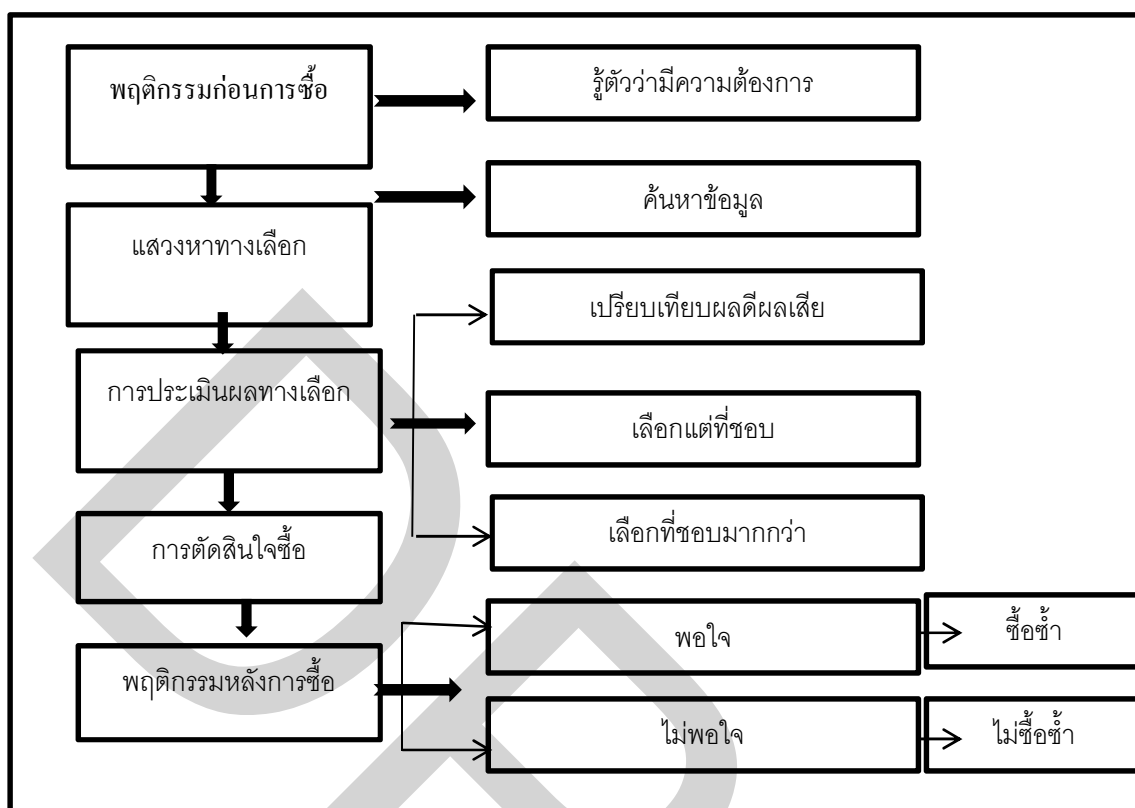 พฤติกรรมก่อนการซื้อ
รู้ตัวว่ามีความต้องการ
แสวงหาทางเลือก
ค้นหาข้อมูล
การประเมินผลทางเลือก
เปรียบเทียบผลดีผลเสีย
เลือกแต่ที่ชอบ
เลือกที่ชอบมากกว่า
การตัดสินใจซื้อ
พฤติกรรมหลังการซื้อ
พอใจ
ซื้อซ้ำ
ไม่พอใจ
ไม่ซื้อซ้ำ